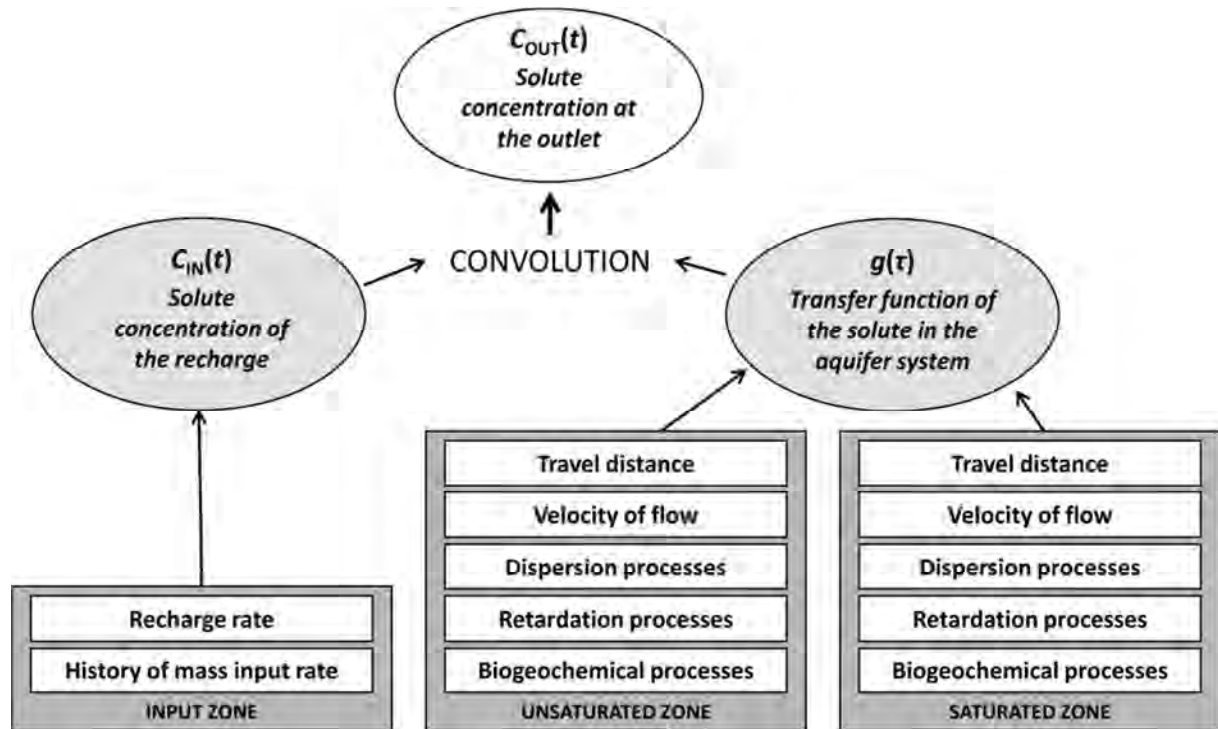 C_OUT(t)
Solute
concentration at
the outlet
C_IN(t)
Solute
concentration of
the recharge
CONVOLUTION
g(τ)
Transfer function of
the solute in the
aquifer system
Recharge rate
History of mass input rate
INPUT ZONE
Travel distance
Velocity of flow
Dispersion processes
Retardation processes
Biogeochemical processes
UNSATURATED ZONE
Travel distance
Velocity of flow
Dispersion processes
Retardation processes
Biogeochemical processes
SATURATED ZONE